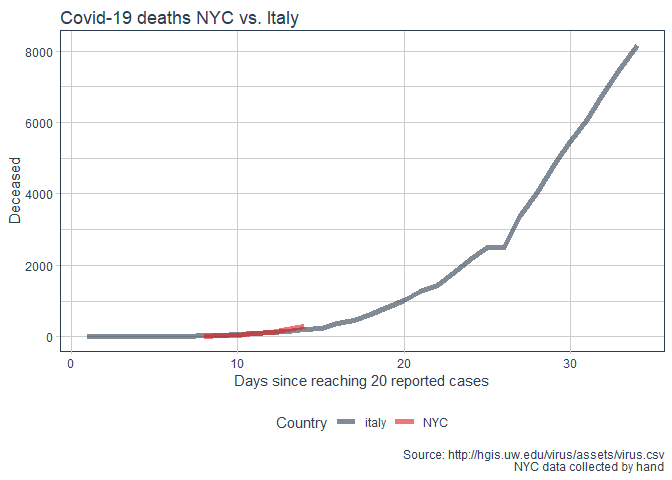 Covid-19 deaths NYC vs. Italy
8000
6000
4000
2000
0
Deceased
0 10 20 30
Days since reaching 20 reported cases
Country italy NYC
Source: http://hgis.uw.edu/virus/assets/virus.csv
NYC data collected by hand